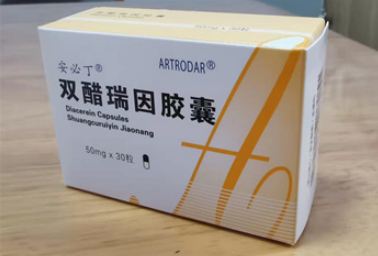 安必丁® ARTRODAR®
双醋瑞因胶囊
Diacerein Capsules
Shuangcuruiyin Jiaonang
50mg x 30粒